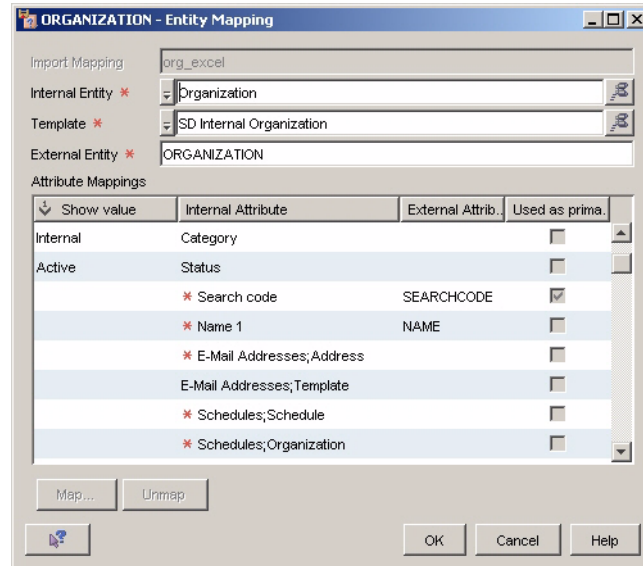 ORGANIZATION - Entity Mapping
Import Mapping org_excel
Internal Entity * Organization
Template * SD Internal Organization
External Entity * ORGANIZATION
Attribute Mappings
1 Show value Internal Attribute External Attrib.. Used as prima.
Internal Category
Active Status
* Search code SEARCHCODE
* Name 1 NAME
* E-Mail Addresses;Address
E-Mail Addresses;Template
* Schedules;Schedule
* Schedules;Organization
Map... Unmap
? OK Cancel Help